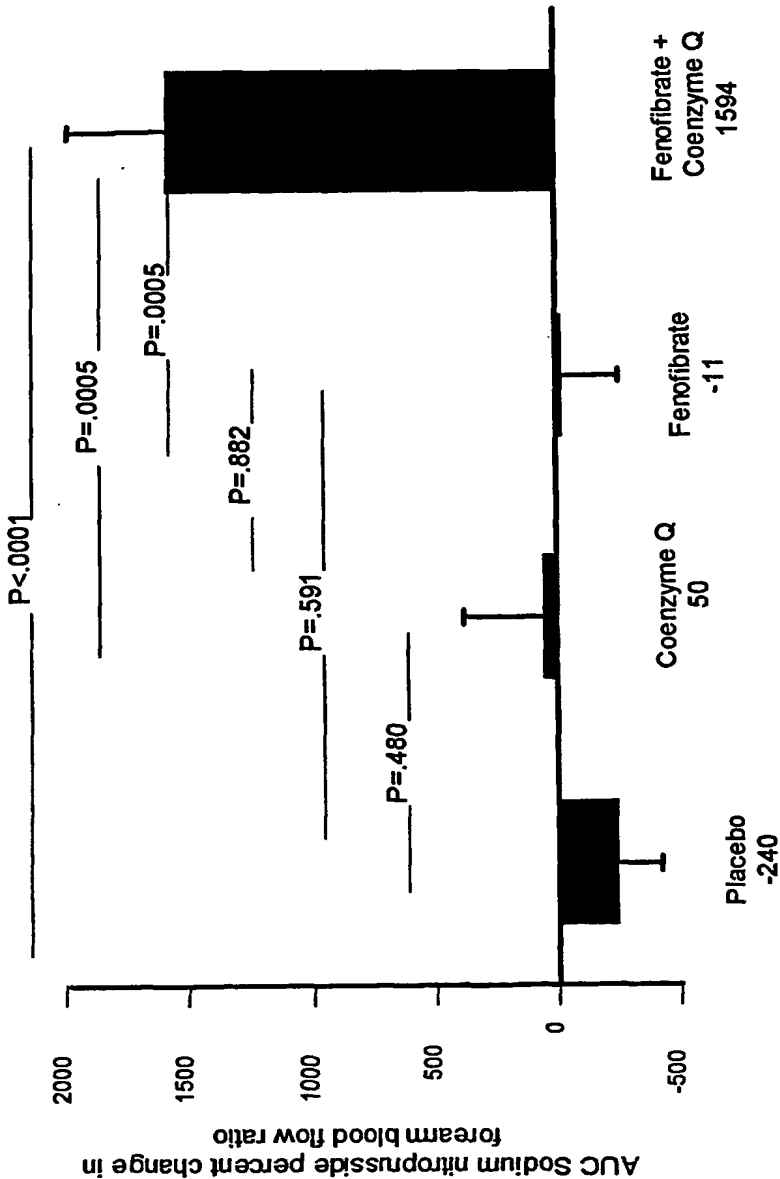 AUC Sodium nitroprusside percent change in
forearm blood flow ratio
2000
1500
1000
500
0
-500
P<.0001
P=.0005
P=.0005
P=.882
P=.591
P=.480
Placebo
-240
Coenzyme Q
50
Fenofibrate
-11
Fenofibrate +
Coenzyme Q
1594